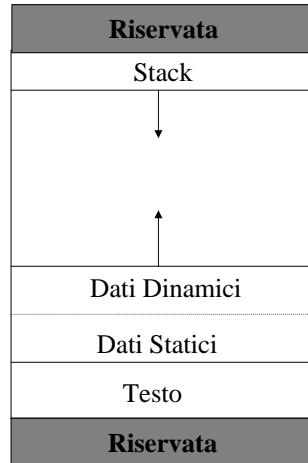 Riservata
Stack
Dati Dinamici
Dati Statici
Testo
Riservata